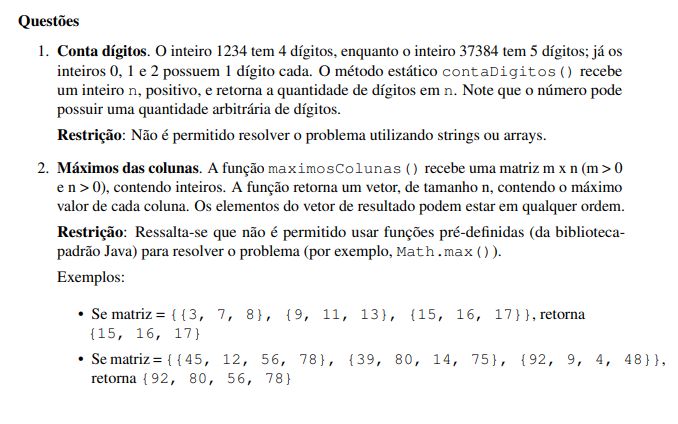 Questões
1. Conta dígitos. O inteiro 1234 tem 4 dígitos, enquanto o inteiro 37384 tem 5 dígitos; já os
inteiros 0, 1 e 2 possuem 1 dígito cada. O método estático contaDigitos() recebe
um inteiro n, positivo, e retorna a quantidade de dígitos em n. Note que o número pode
possuir uma quantidade arbitrária de dígitos.
Restrição: Não é permitido resolver o problema utilizando strings ou arrays.
2. Máximos das colunas. A função maximosColunas() recebe uma matriz m x n (m > 0
e n > 0), contendo inteiros. A função retorna um vetor, de tamanho n, contendo o máximo
valor de cada coluna. Os elementos do vetor de resultado podem estar em qualquer ordem.
Restrição: Ressalta-se que não é permitido usar funções pré-definidas (da biblioteca-
padrão Java) para resolver o problema (por exemplo, Math.max()).
Exemplos:
• Se matriz = {{3, 7, 8}, {9, 11, 13}, {15, 16, 17}}, retorna
{15, 16, 17}
• Se matriz = {{45, 12, 56, 78}, {39, 80, 14, 75}, {92, 9, 4, 48}},
retorna {92, 80, 56, 78}